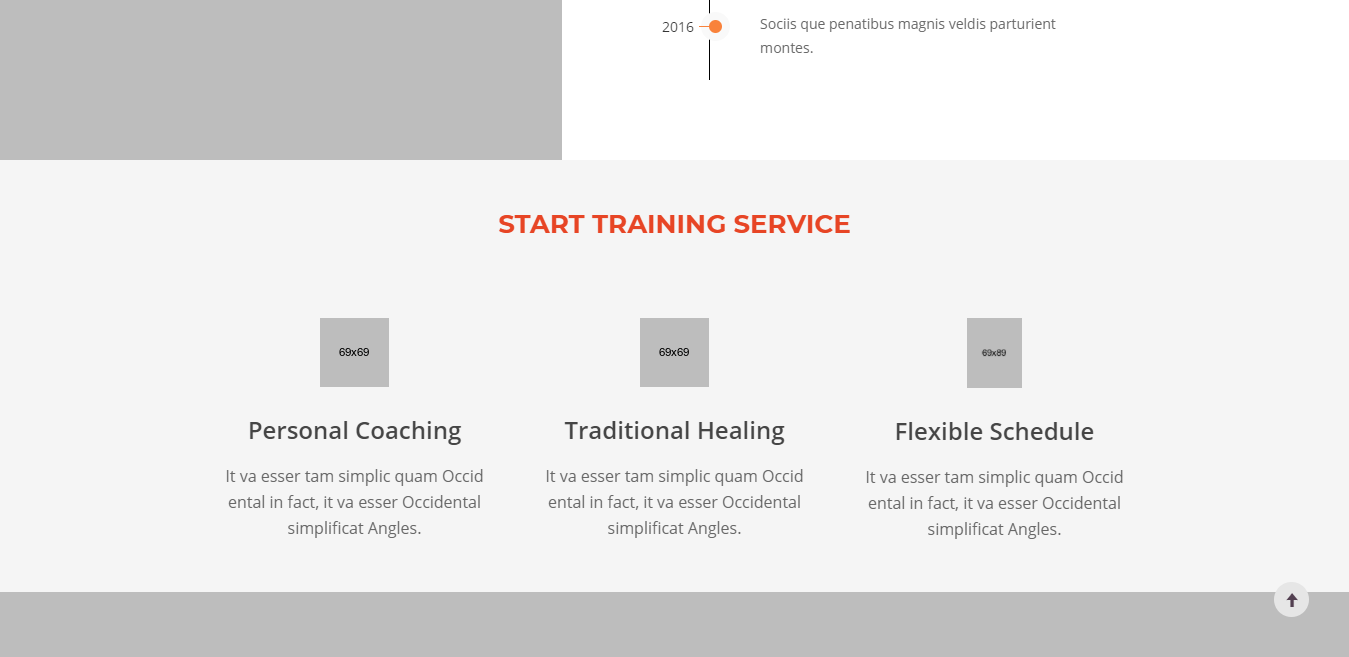 2016
Sociis que penatibus magnis veldis parturient
montes.
START TRAINING SERVICE
69x69
69x69
69x89
Personal Coaching
Traditional Healing
Flexible Schedule
It va esser tam simplic quam Occid
ental in fact, it va esser Occidental
simplificat Angles.
It va esser tam simplic quam Occid
ental in fact, it va esser Occidental
simplificat Angles.
It va esser tam simplic quam Occid
ental in fact, it va esser Occidental
simplificat Angles.